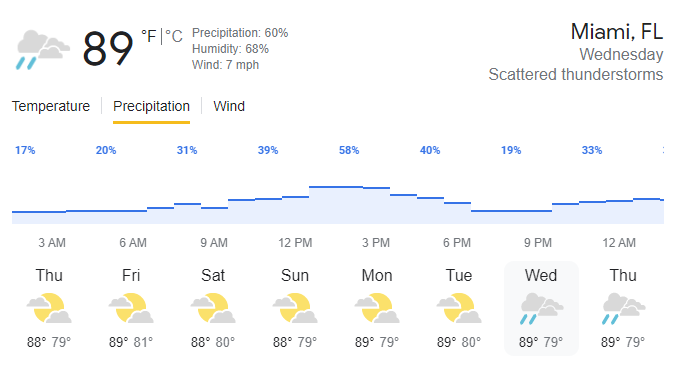 89 °F | °C
Precipitation: 60%
Humidity: 68%
Wind: 7 mph
Miami, FL
Wednesday
Scattered thunderstorms
Temperature | Precipitation | Wind
17% 20% 31% 39% 58% 40% 19% 33%
3 AM 6 AM 9 AM 12 PM 3 PM 6 PM 9 PM 12 AM
Thu Fri Sat Sun Mon Tue Wed Thu
88° 79° 89° 81° 88° 80° 88° 79° 89° 79° 89° 80° 89° 79° 89° 79°